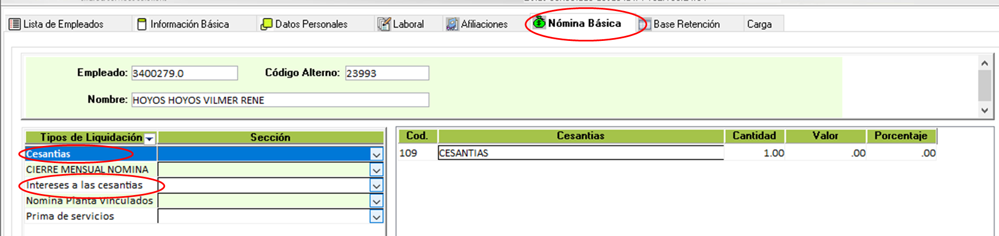 Lista de Empleados Información Básica Datos Personales Laboral Afiliaciones Nómina Básica Base Retención Carga
Empleado: 3400279.0 Código Alterno: 23993
Nombre: HOYOS HOYOS VILMER RENE
Tipos de Liquidación Sección
Cesantias
CIERRE MENSUAL NOMINA
Intereses a las cesantias
Nomina Planta Vinculados
Prima de servicios
Cod. Cesantias Cantidad Valor Porcentaje
109 CESANTIAS 1.00 .00 .00